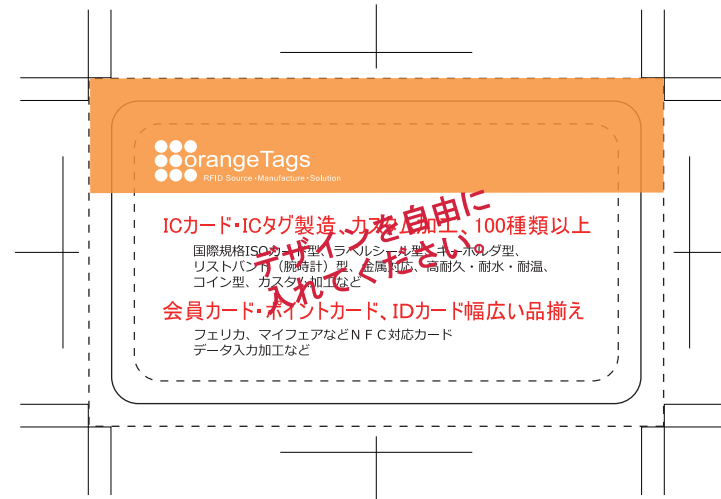 orangeTags
RFID Source・Manufacture・Solution
ICカード・ICタグ製造、カスタム加工、100種類以上
国際規格ISOカード型、ラベルシール型、キーホルダ型、
リストバンド（腕時計）型、金属対応、高耐久・耐水・耐温、
コイン型、カスタム加工など
デザインを自由に
入れてください。
会員カード・ポイントカード、IDカード幅広い品揃え
フェリカ、マイフェアなどＮＦＣ対応カード
データ入力加工など